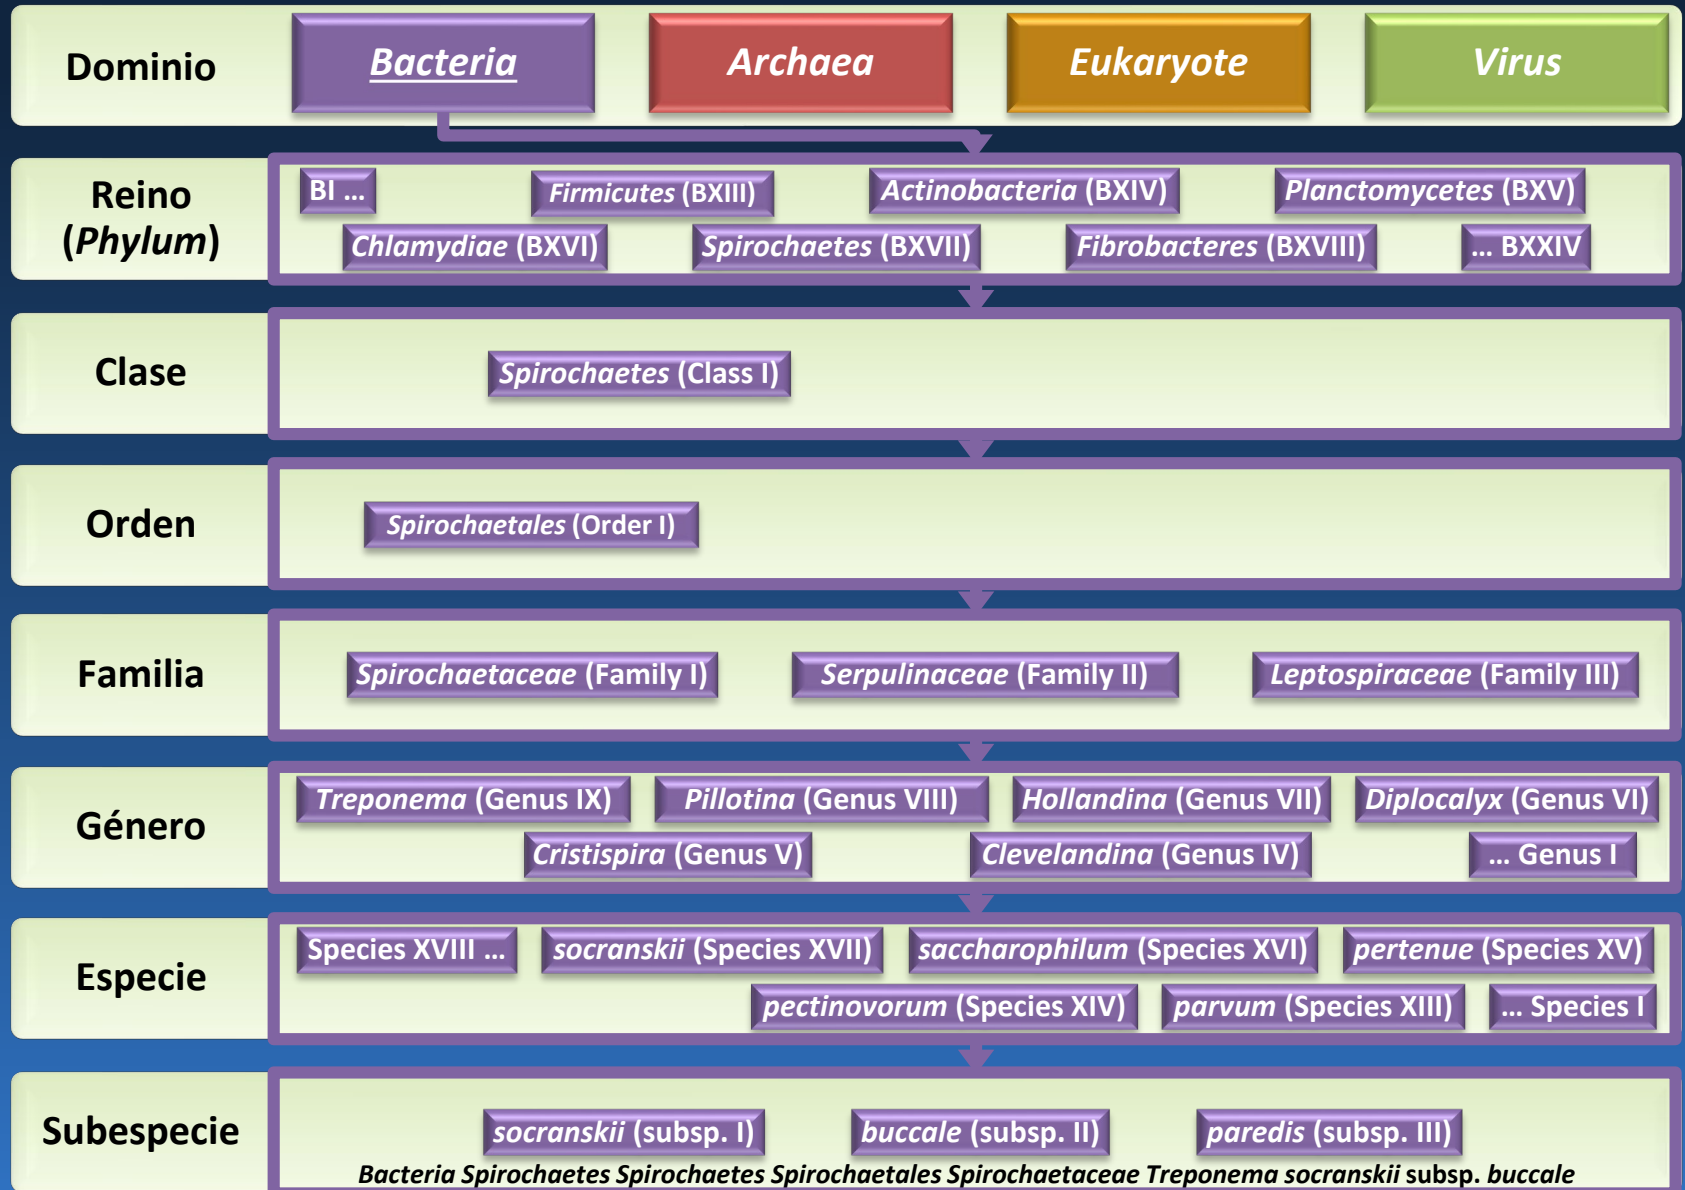 Dominio
Bacteria
Archaea
Eukaryote
Virus
Reino
(Phylum)
BI ...
Firmicutes (BXIII)
Actinobacteria (BXIV)
Planctomycetes (BXV)
Chlamydiae (BXVI)
Spirochaetes (BXVII)
Fibrobacteres (BXVIII)
... BXXIV
Clase
Spirochaetes (Class I)
Orden
Spirochaetales (Order I)
Familia
Spirochaetaceae (Family I)
Serpulinaceae (Family II)
Leptospiraceae (Family III)
Género
Treponema (Genus IX)
Pillotina (Genus VIII)
Hollandina (Genus VII)
Diplocalyx (Genus VI)
Cristispira (Genus V)
Clevelandina (Genus IV)
... Genus I
Especie
Species XVIII ...
socranskii (Species XVII)
saccharophilum (Species XVI)
pertenue (Species XV)
pectinovorum (Species XIV)
parvum (Species XIII)
... Species I
Subespecie
socranskii (subsp. I)
buccale (subsp. II)
paredis (subsp. III)
Bacteria Spirochaetes Spirochaetes Spirochaetales Spirochaetaceae Treponema socranskii subsp. buccale